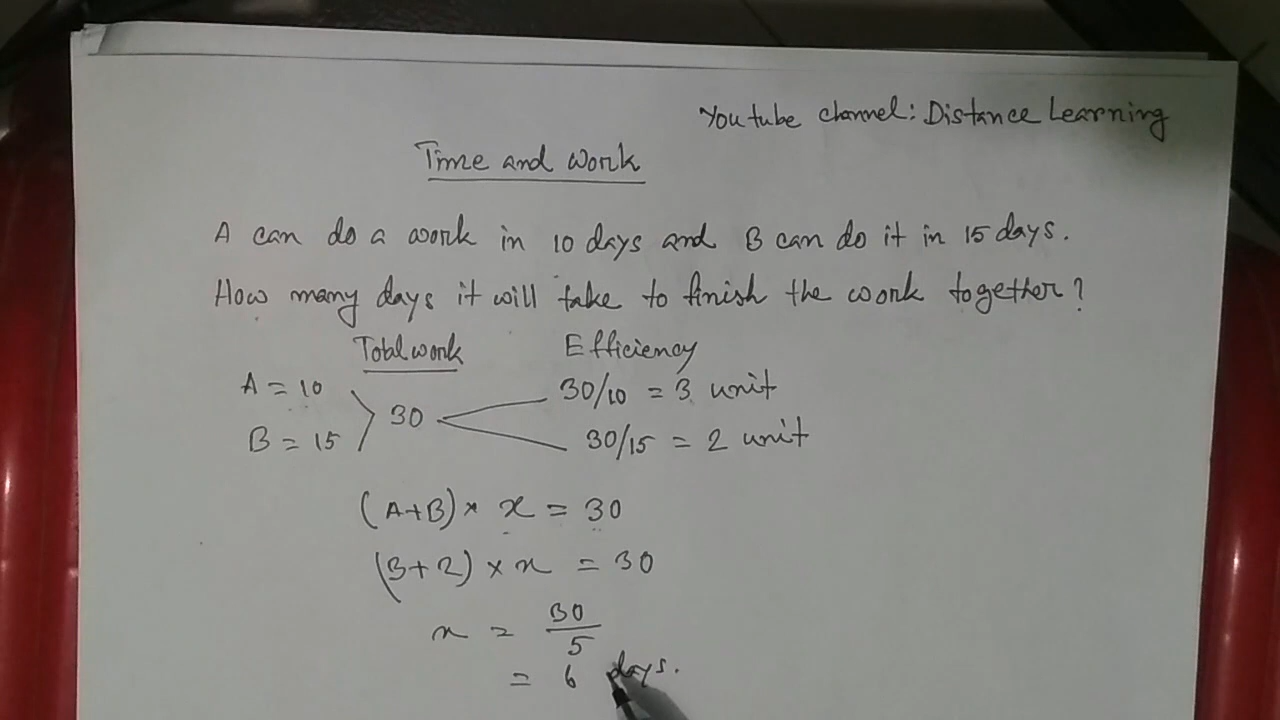 Youtube channel: Distance Learning
Time and Work
A can do a work in 10 days and B can do it in 15 days.
How many days it will take to finish the work together?
Total work Efficiency
A = 10
B = 15
30
30/10 = 3 unit
30/15 = 2 unit
(A+B) × x = 30
(3+2) × x = 30
x = 30/5
= 6 days.